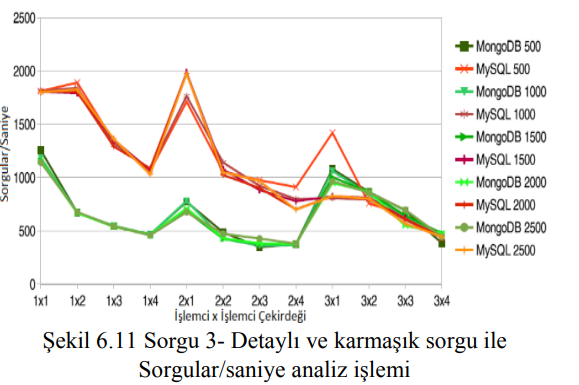 2500
2000
1500
1000
500
0
Sorgular/Saniye
1x1 1x2 1x3 1x4 2x1 2x2 2x3 2x4 3x1 3x2 3x3 3x4
İşlemci x İşlemci Çekirdeği
MongoDB 500
MySQL 500
MongoDB 1000
MySQL 1000
MongoDB 1500
MySQL 1500
MongoDB 2000
MySQL 2000
MongoDB 2500
MySQL 2500
Şekil 6.11 Sorgu 3- Detaylı ve karmaşık sorgu ile
Sorgular/saniye analiz işlemi